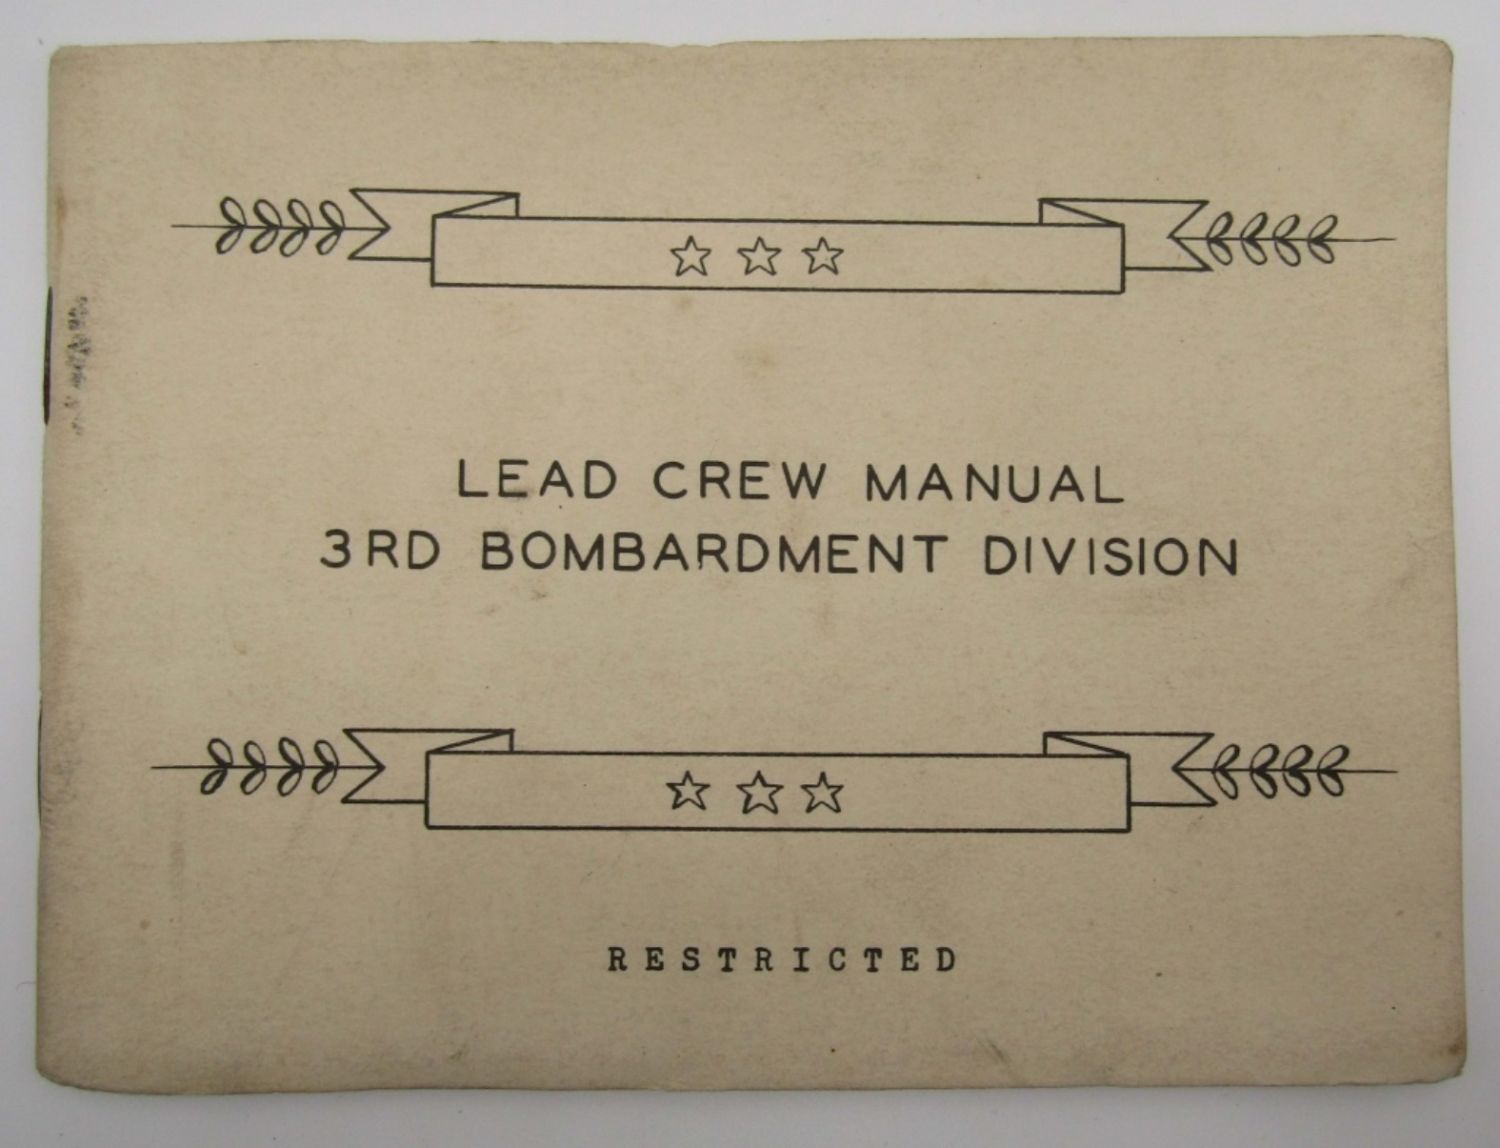 LEAD CREW MANUAL
3RD BOMBARDMENT DIVISION
RESTRICTED